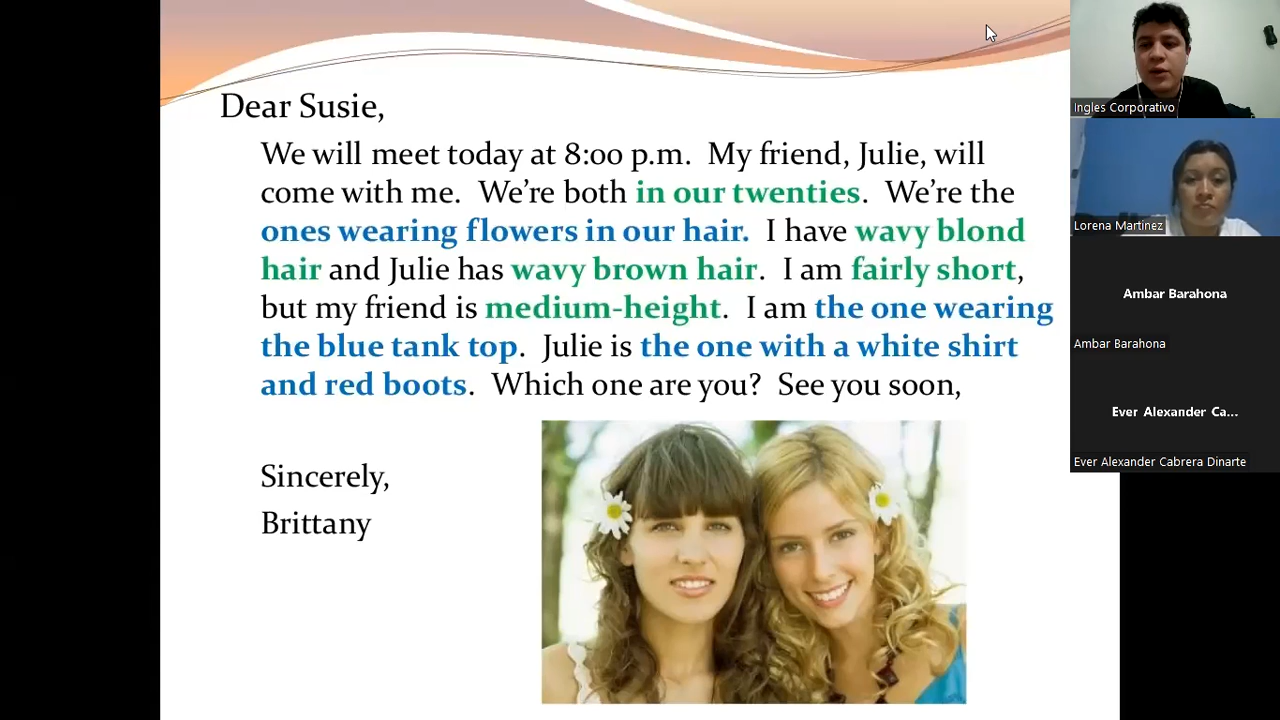 Dear Susie,
We will meet today at 8:00 p.m. My friend, Julie, will
come with me. We're both in our twenties. We're the
ones wearing flowers in our hair. I have wavy blond
hair and Julie has wavy brown hair. I am fairly short,
but my friend is medium-height. I am the one wearing
the blue tank top. Julie is the one with a white shirt
and red boots. Which one are you? See you soon,
Sincerely,
Brittany
Ingles Corporativo
Lorena Martinez
Ambar Barahona
Ambar Barahona
Ever Alexander Ca...
Ever Alexander Cabrera Dinarte